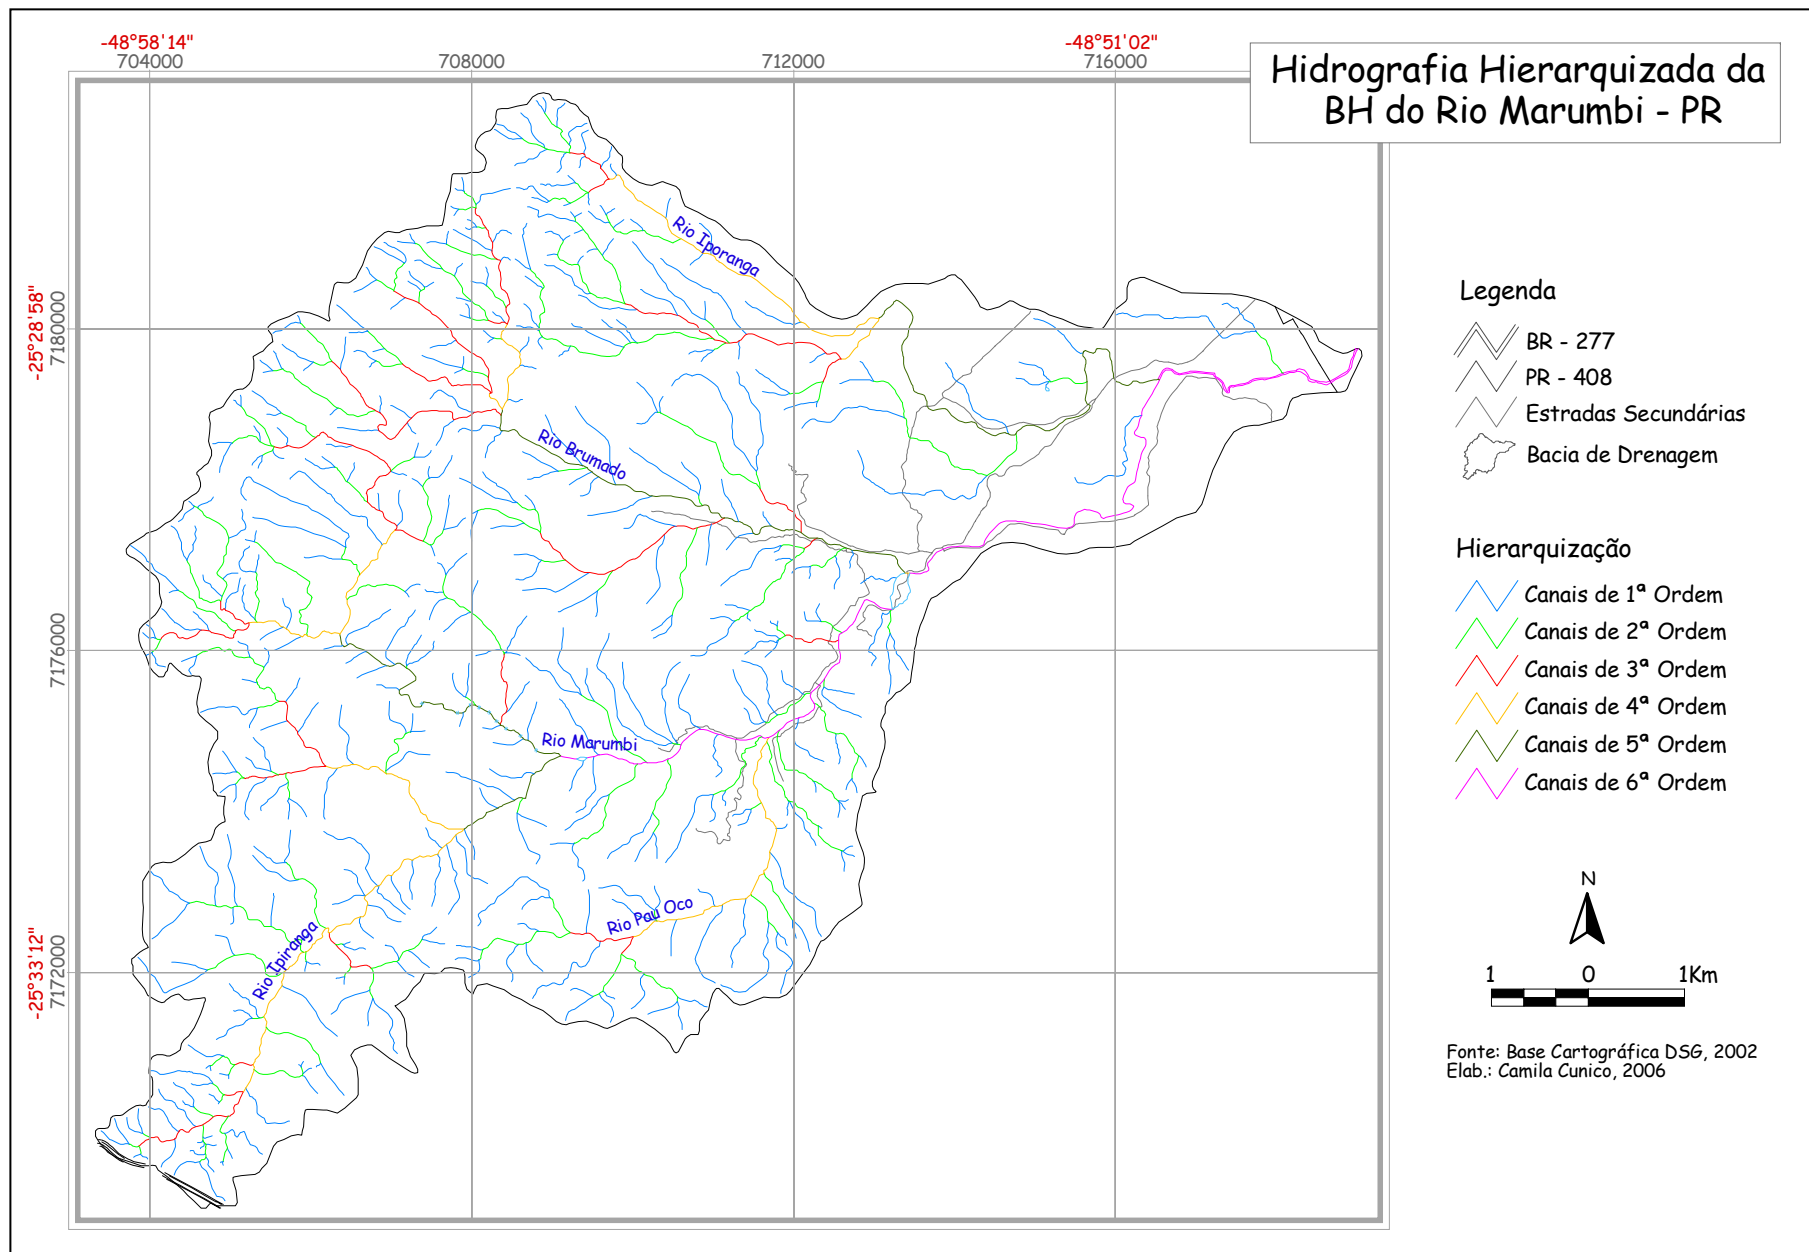 -48°58'14"
-48°51'02"
704000
708000
712000
716000
Hidrografia Hierarquizada da
BH do Rio Marumbi - PR
-25°28'58"
7180000
7176000
-25°33'12"
7172000
Rio Iporanga
Rio Brumado
Rio Marumbi
Rio Pau Oco
Rio Ipiranga
Legenda
BR - 277
PR - 408
Estradas Secundárias
Bacia de Drenagem
Hierarquização
Canais de 1ª Ordem
Canais de 2ª Ordem
Canais de 3ª Ordem
Canais de 4ª Ordem
Canais de 5ª Ordem
Canais de 6ª Ordem
N
1 0 1Km
Fonte: Base Cartográfica DSG, 2002
Elab.: Camila Cunico, 2006